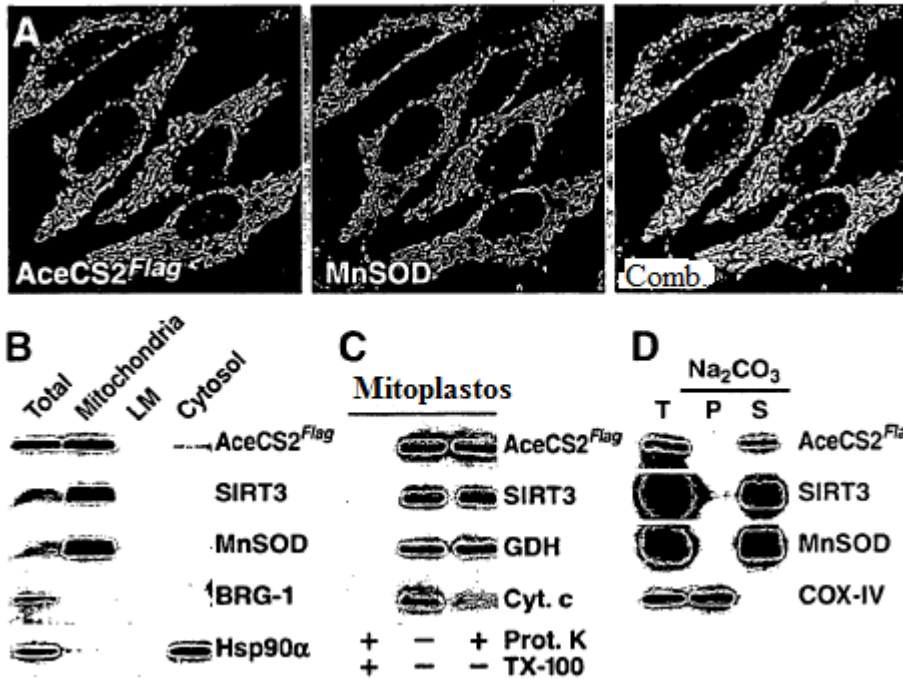 A
AceCS2Flag
MnSOD
Comb.
B
Total
Mitochondria
LM
Cytosol
AceCS2Flag
SIRT3
MnSOD
BRG-1
Hsp90α
C
Mitoplastos
AceCS2Flag
SIRT3
GDH
Cyt. c
+ − + Prot. K
+ − − TX-100
D
Na₂CO₃
T P S
AceCS2Fla
SIRT3
MnSOD
COX-IV